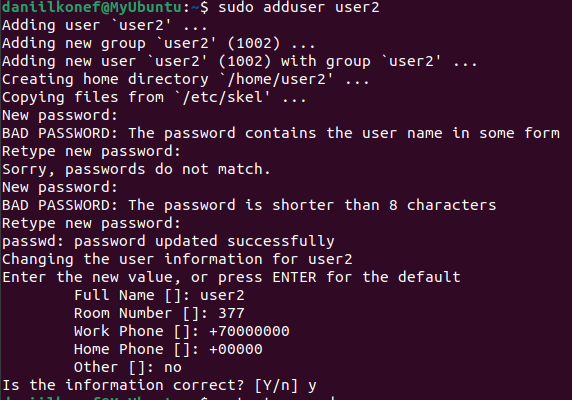 daniilkonef@MyUbuntu:~$ sudo adduser user2
Adding user `user2' ...
Adding new group `user2' (1002) ...
Adding new user `user2' (1002) with group `user2' ...
Creating home directory `/home/user2' ...
Copying files from `/etc/skel' ...
New password:
BAD PASSWORD: The password contains the user name in some form
Retype new password:
Sorry, passwords do not match.
New password:
BAD PASSWORD: The password is shorter than 8 characters
Retype new password:
passwd: password updated successfully
Changing the user information for user2
Enter the new value, or press ENTER for the default
Full Name []: user2
Room Number []: 377
Work Phone []: +70000000
Home Phone []: +00000
Other []: no
Is the information correct? [Y/n] y